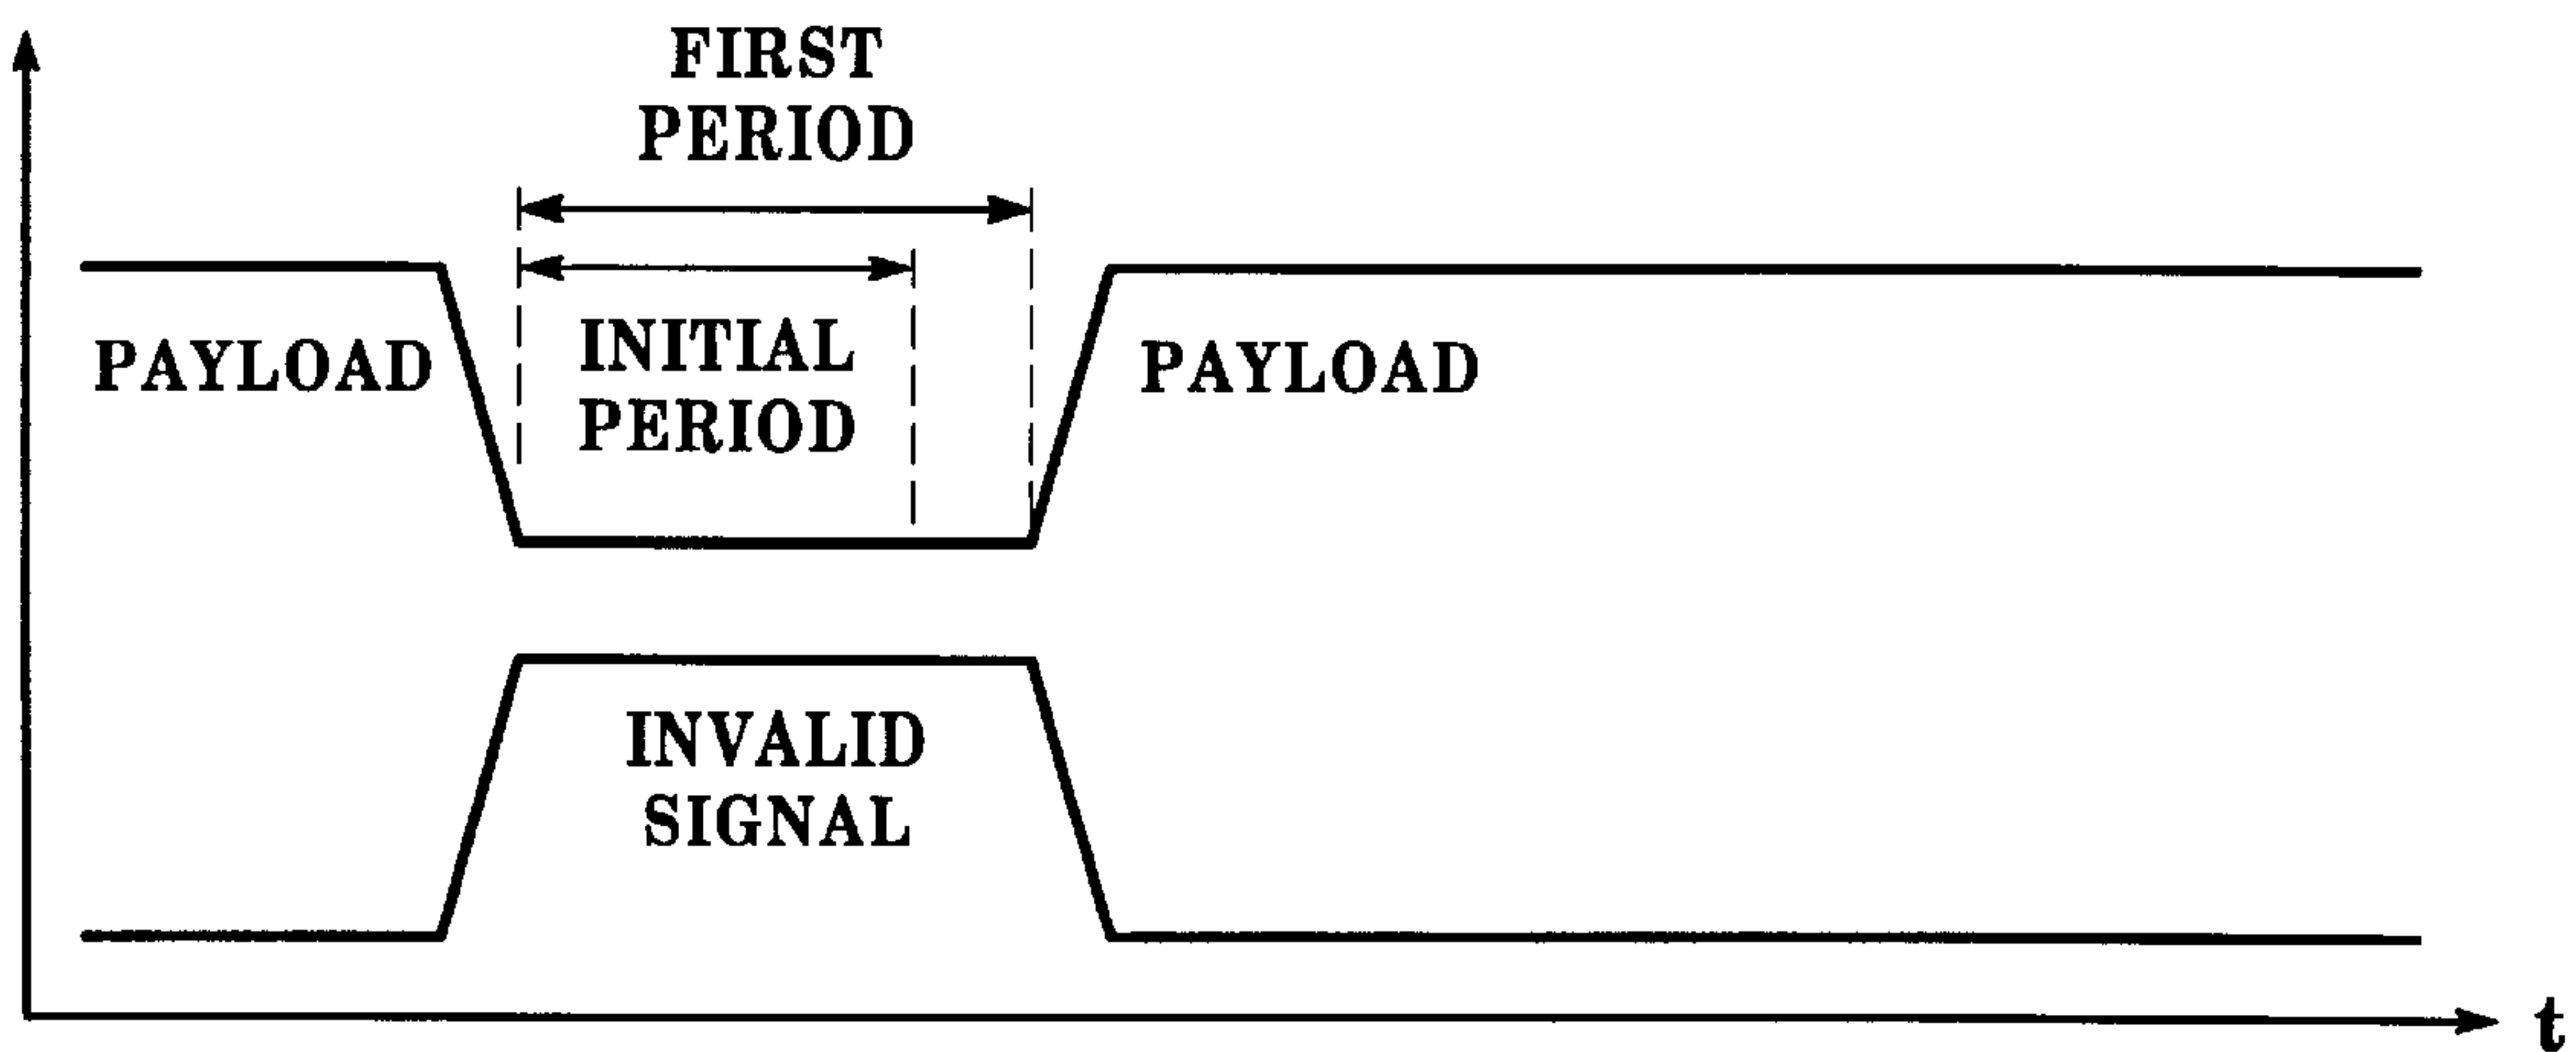 FIRST
PERIOD
INITIAL
PERIOD
PAYLOAD
PAYLOAD
INVALID
SIGNAL
t